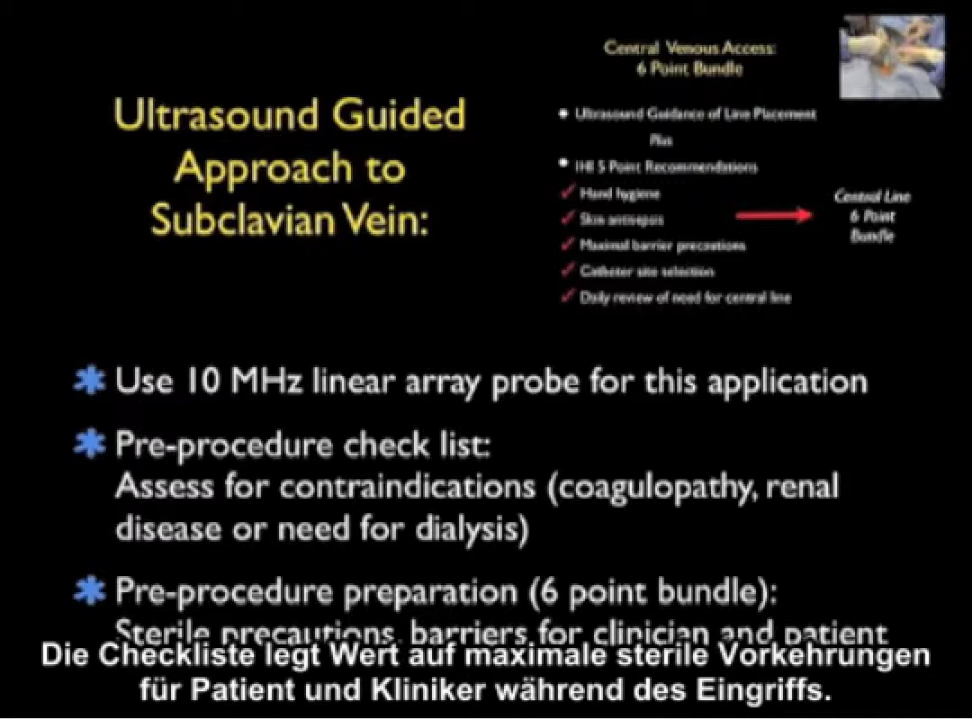 Ultrasound Guided
Approach to
Subclavian Vein:
Central Venous Access:
6 Point Bundle
Ultrasound Guidance of Line Placement
Plus
IHI 5 Point Recommendations
Hand hygiene
Skin antisepsis
Maximal barrier precautions
Catheter site selection
Daily review of need for central line
Central Line
6 Point
Bundle
Use 10 MHz linear array probe for this application
Pre-procedure check list:
Assess for contraindications (coagulopathy, renal
disease or need for dialysis)
Pre-procedure preparation (6 point bundle):
Sterile precautions, barriers for clinician and patient
Die Checkliste legt Wert auf maximale sterile Vorkehrungen
für Patient und Kliniker während des Eingriffs.